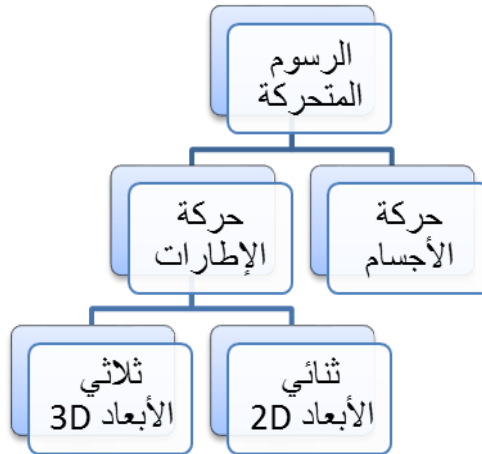 الرسوم
المتحركة
حركة
الأجسام
حركة
الإطارات
ثنائي
الأبعاد 2D
ثلاثي
الأبعاد 3D